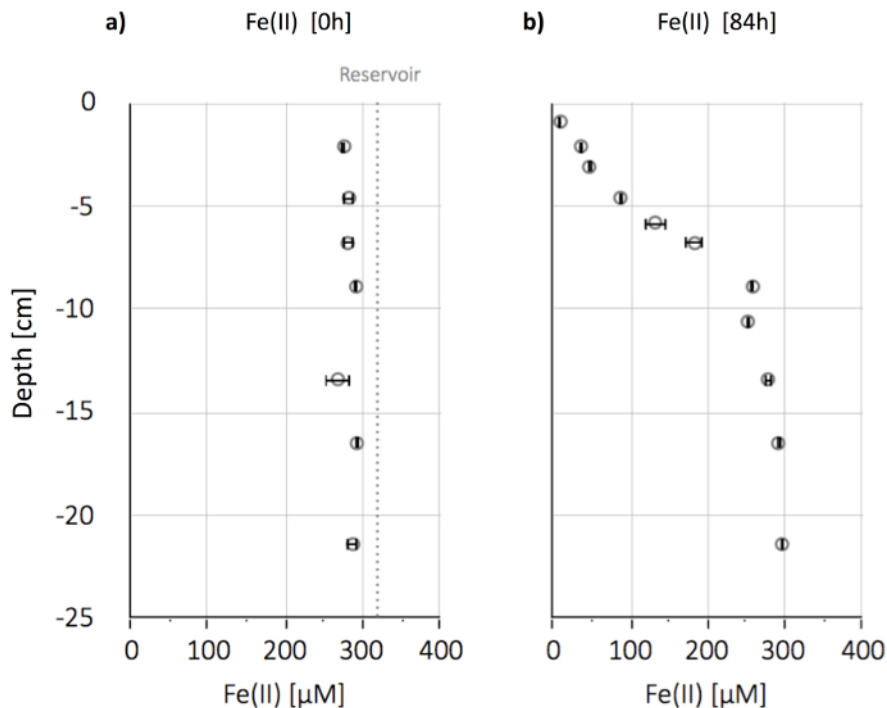 a) Fe(II) [0h]
b) Fe(II) [84h]
Reservoir
0
-5
-10
-15
-20
-25
Depth [cm]
0 100 200 300 400
0 100 200 300 400
Fe(II) [µM]
Fe(II) [µM]